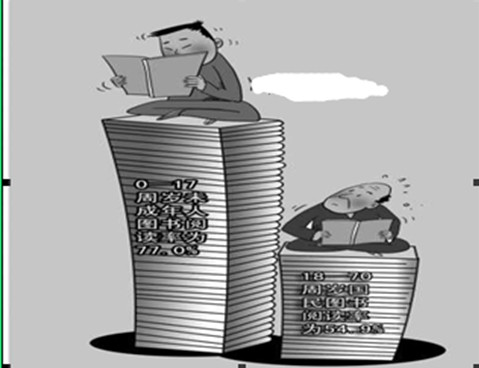 0—17
周岁未
成年人
图书阅
读率为
77.0%
18—70
周岁国
民图书
阅读率
为54.9%